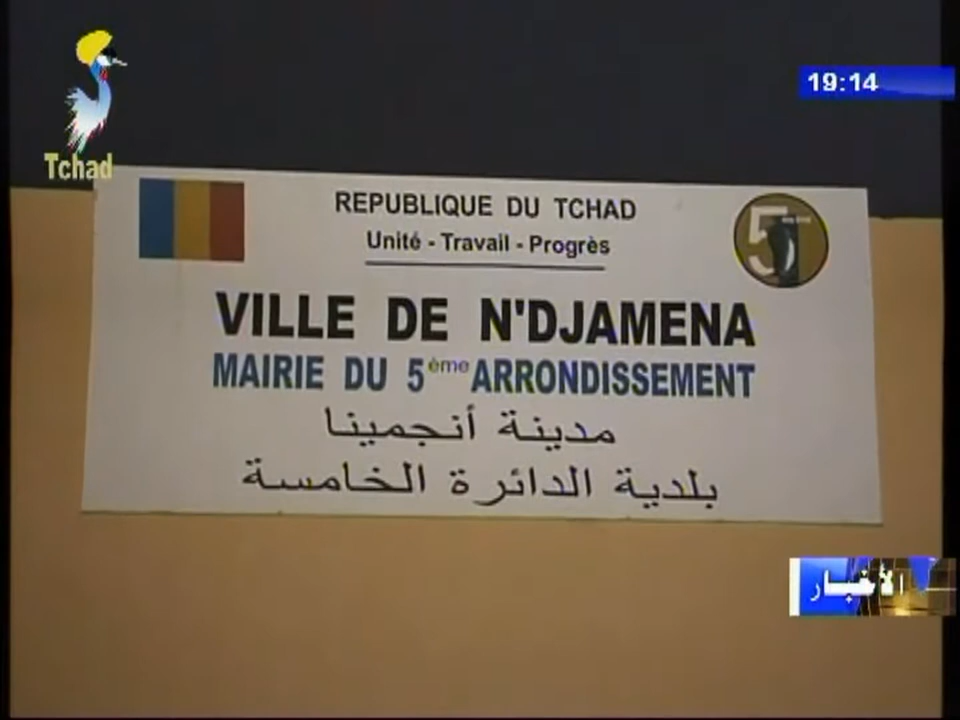 Tchad
19:14
REPUBLIQUE DU TCHAD
Unité - Travail - Progrès
5
VILLE DE N'DJAMENA
MAIRIE DU 5ème ARRONDISSEMENT
مدينة أنجمينا
بلدية الدائرة الخامسة
الأخبار